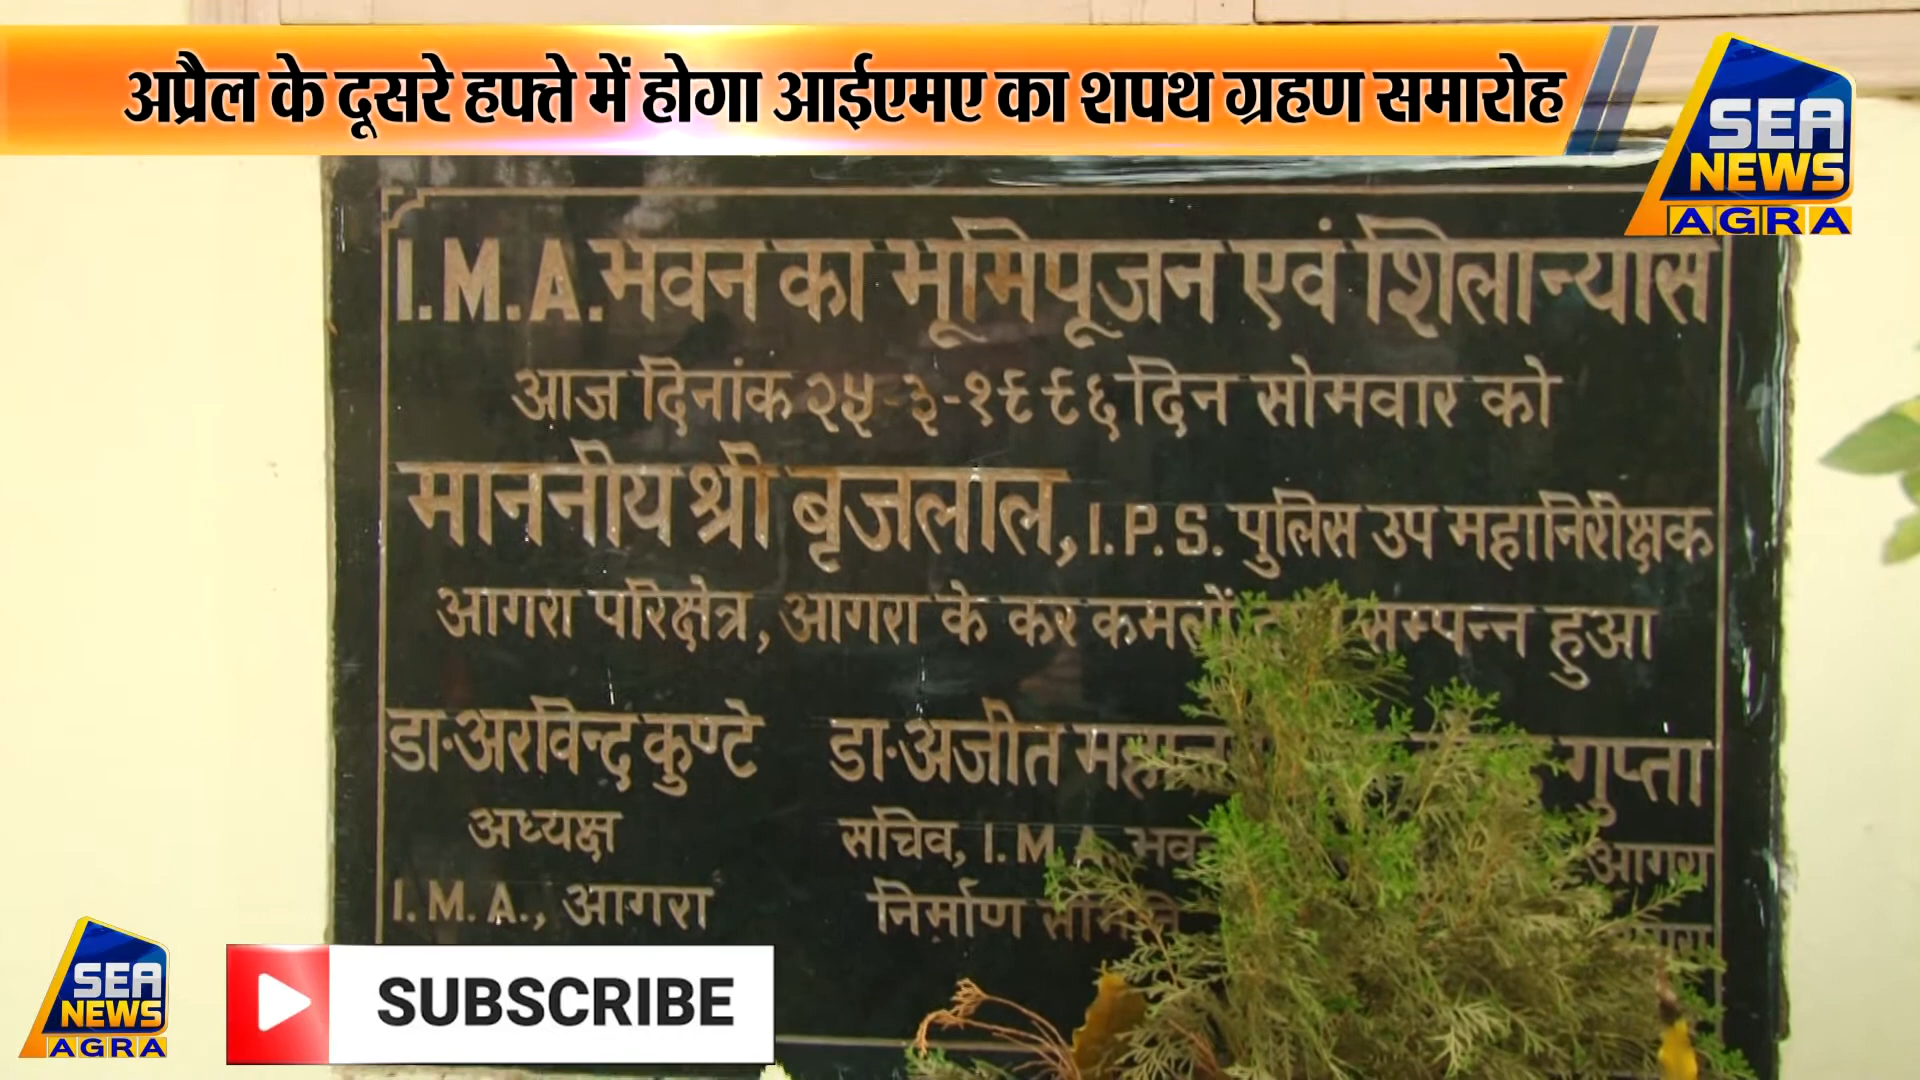 अप्रैल के दूसरे हफ्ते में होगा आईएमए का शपथ ग्रहण समारोह
SEA
NEWS
AGRA
I.M.A. भवन का भूमिपूजन एवं शिलान्यास
आज दिनांक २५-३-१९९६ दिन सोमवार को
माननीय श्री बृजलाल, I.P.S. पुलिस उप महानिरीक्षक
आगरा परिक्षेत्र, आगरा के कर कमलों सम्पन्न हुआ
डा॰अरविन्द कुण्टे डा॰अजीत गुप्ता
अध्यक्ष सचिव, I.M.A. आगरा
I.M.A., आगरा निर्माण
SEA
NEWS
AGRA
SUBSCRIBE